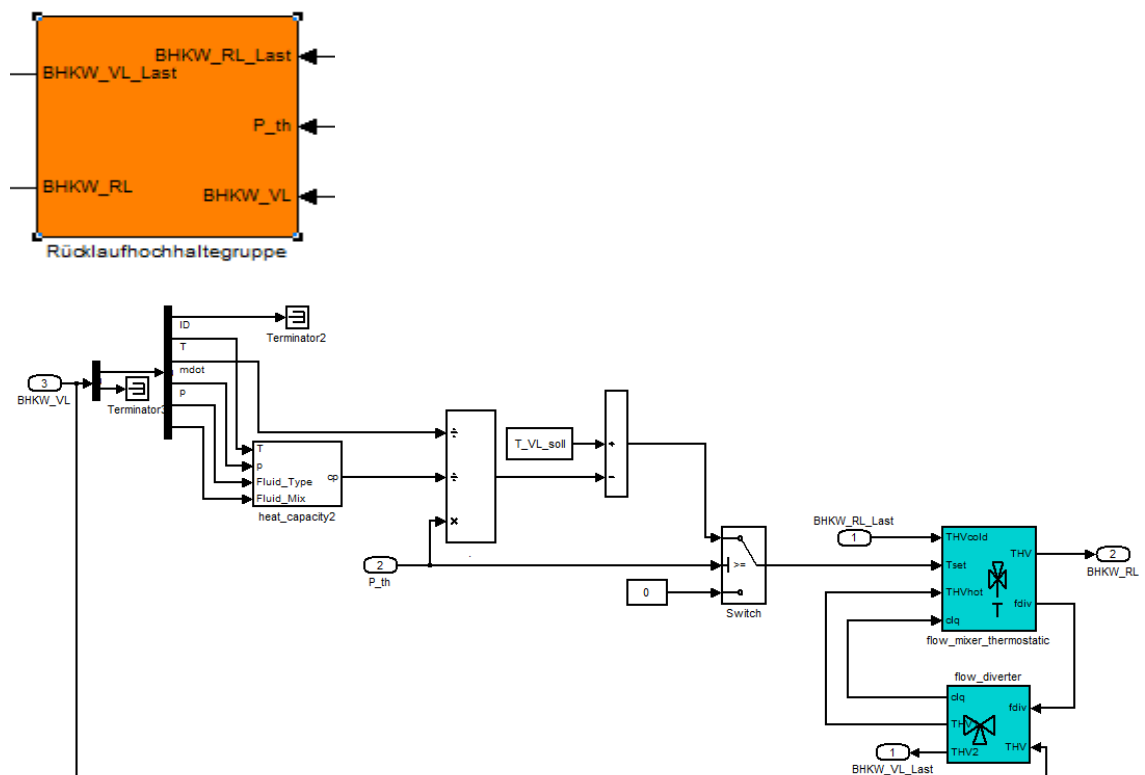 BHKW_RL_Last
BHKW_VL_Last
P_th
BHKW_RL
BHKW_VL
Rücklaufhochhaltegruppe
ID
Terminator2
T
mdot
p
3
BHKW_VL
Terminator3
T
p
Fluid_Type
Fluid_Mix
cp
heat_capacity2
÷
÷
×
T_VL_soll
+
−
2
P_th
0
>=
Switch
BHKW_RL_Last
1
THVcold
Tset
THVhot
clq
THV
fdiv
T
flow_mixer_thermostatic
2
BHKW_RL
flow_diverter
clq
THV
THV2
fdiv
THV
1
BHKW_VL_Last